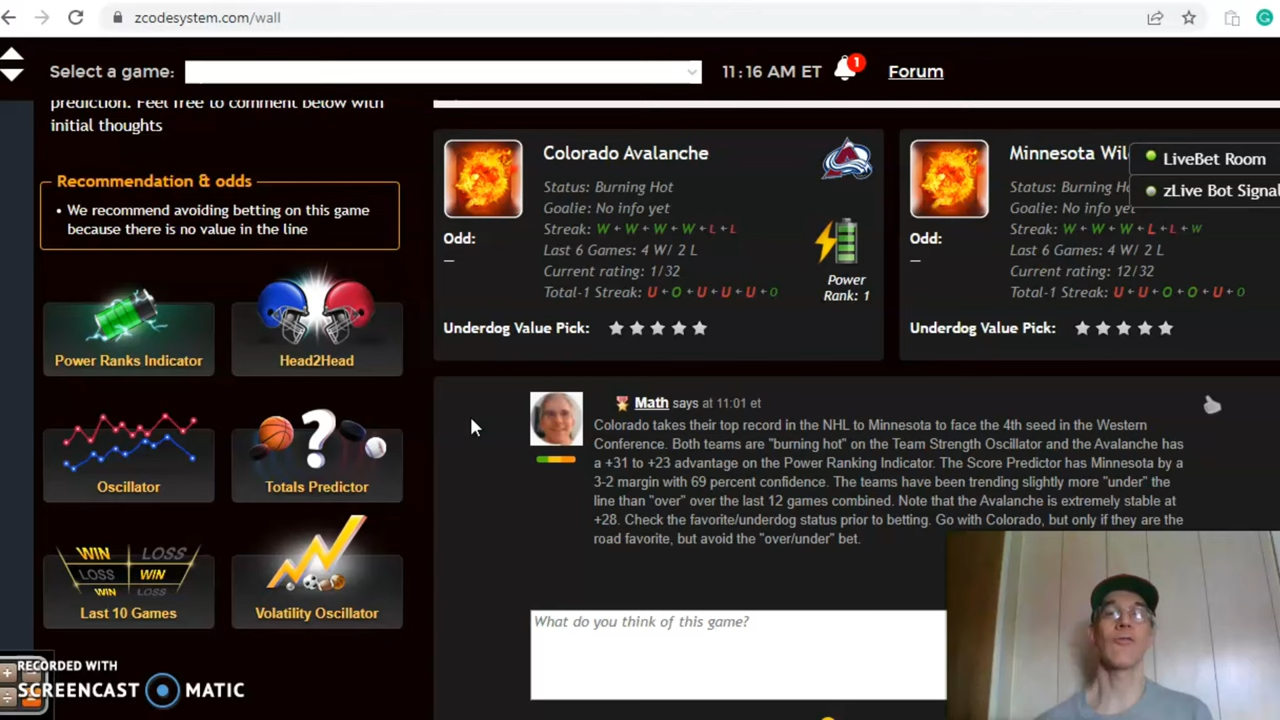 zcodesystem.com/wall
Select a game:
11:16 AM ET
1
Forum
prediction. Feel free to comment below with
initial thoughts
Recommendation & odds
• We recommend avoiding betting on this game
because there is no value in the line
Power Ranks Indicator
Head2Head
Oscillator
?
Totals Predictor
WIN LOSS
LOSS WIN
WIN LOSS
Last 10 Games
Volatility Oscillator
Colorado Avalanche
Status: Burning Hot
Goalie: No info yet
Odd:
Streak: W W W W L L
—
Last 6 Games: 4 W/ 2 L
Current rating: 1/32
Total-1 Streak: U O U U U O
Power
Rank: 1
Underdog Value Pick:
Minnesota Wil
Status: Burning H
Goalie: No info yet
Odd:
Streak: W W W L L W
—
Last 6 Games: 4 W/ 2 L
Current rating: 12/32
Total-1 Streak: U U O O U O
Underdog Value Pick:
LiveBet Room
zLive Bot Signal
Math says at 11:01 et
Colorado takes their top record in the NHL to Minnesota to face the 4th seed in the Western
Conference. Both teams are "burning hot" on the Team Strength Oscillator and the Avalanche has
a +31 to +23 advantage on the Power Ranking Indicator. The Score Predictor has Minnesota by a
3-2 margin with 69 percent confidence. The teams have been trending slightly more "under" the
line than "over" over the last 12 games combined. Note that the Avalanche is extremely stable at
+28. Check the favorite/underdog status prior to betting. Go with Colorado, but only if they are the
road favorite, but avoid the "over/under" bet.
What do you think of this game?
RECORDED WITH
SCREENCAST MATIC